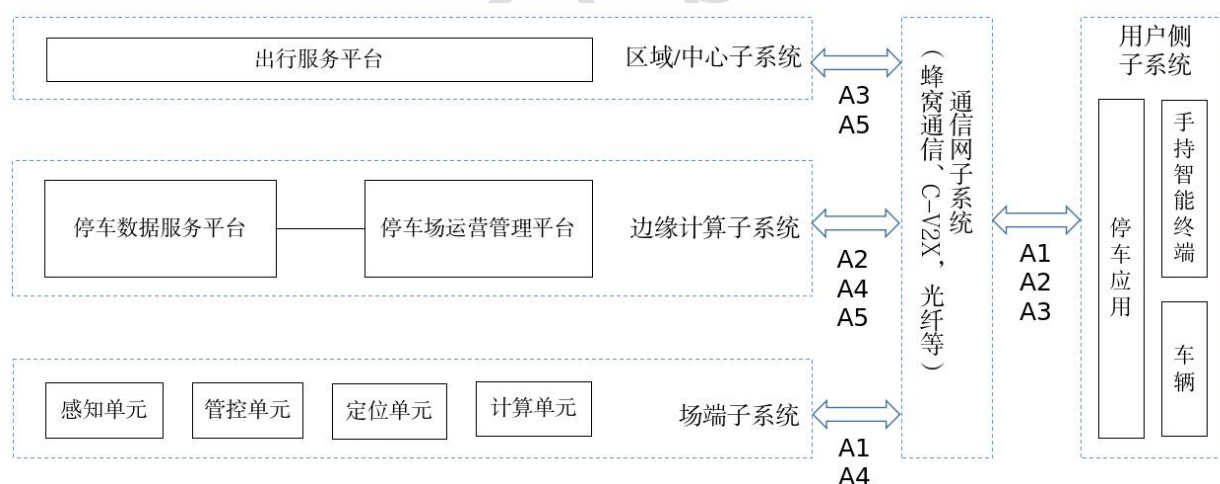 出行服务平台
区域/中心子系统
A3
A5
停车数据服务平台
停车场运营管理平台
边缘计算子系统
A2
A4
A5
感知单元
管控单元
定位单元
计算单元
场端子系统
A1
A4
通信网子系统
(蜂窝通信、C-V2X，光纤等)
A1
A2
A3
用户侧
子系统
停车应用
手持智能终端
车辆